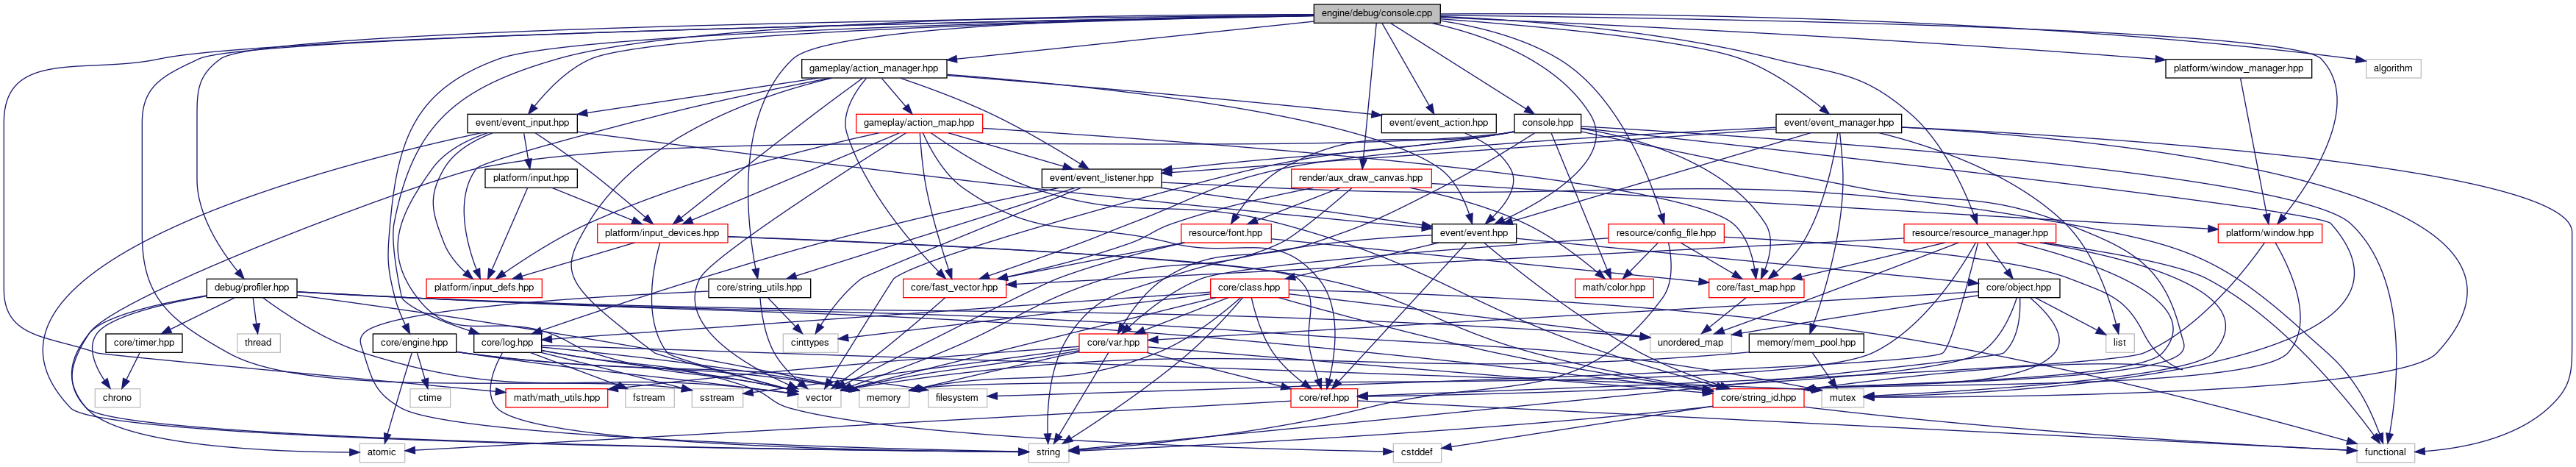 engine/debug/console.cpp
gameplay/action_manager.hpp
platform/window_manager.hpp
algorithm
event/event_input.hpp
gameplay/action_map.hpp
event/event_action.hpp
console.hpp
event/event_manager.hpp
platform/input.hpp
event/event_listener.hpp
render/aux_draw_canvas.hpp
platform/input_devices.hpp
resource/font.hpp
event/event.hpp
resource/config_file.hpp
resource/resource_manager.hpp
platform/window.hpp
debug/profiler.hpp
platform/input_defs.hpp
core/string_utils.hpp
core/fast_vector.hpp
core/class.hpp
math/color.hpp
core/fast_map.hpp
core/object.hpp
core/timer.hpp
thread
core/engine.hpp
core/log.hpp
cinttypes
core/var.hpp
unordered_map
memory/mem_pool.hpp
list
chrono
ctime
math/math_utils.hpp
fstream
sstream
vector
memory
filesystem
core/ref.hpp
core/string_id.hpp
mutex
atomic
string
cstddef
functional